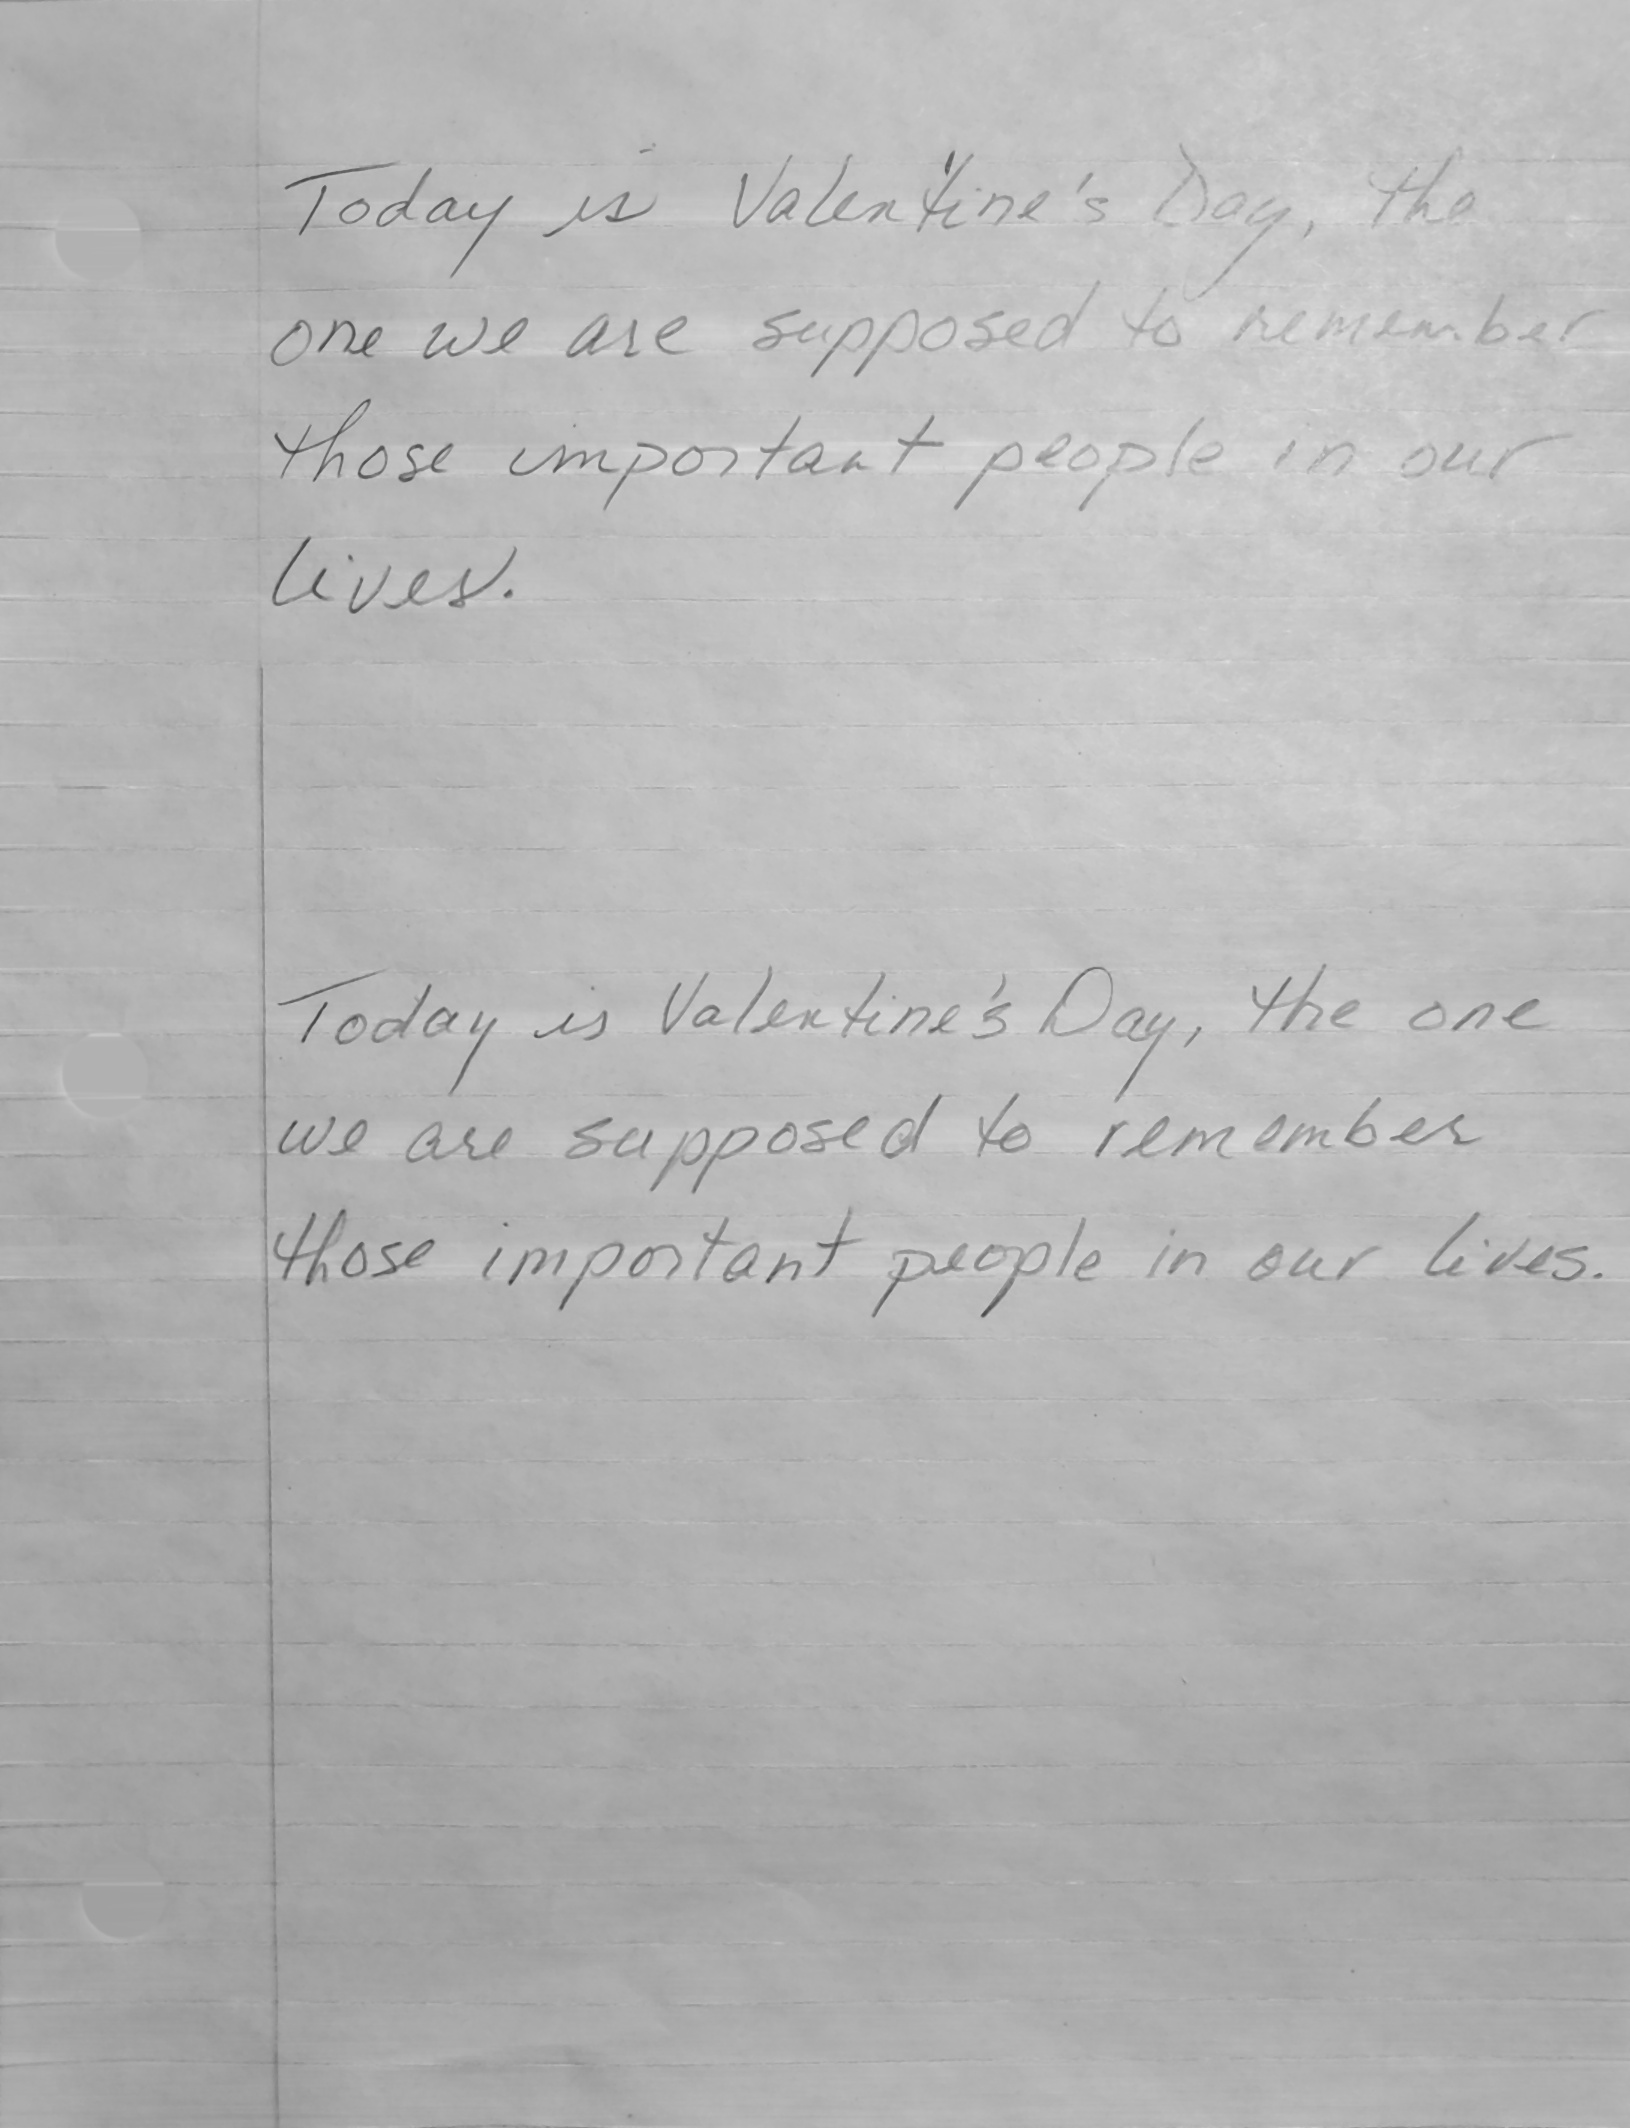 Today is Valentine's Day, the
one we are supposed to remember
those important people in our
lives.
Today is Valentine's Day, the one
we are supposed to remember
those important people in our lives.